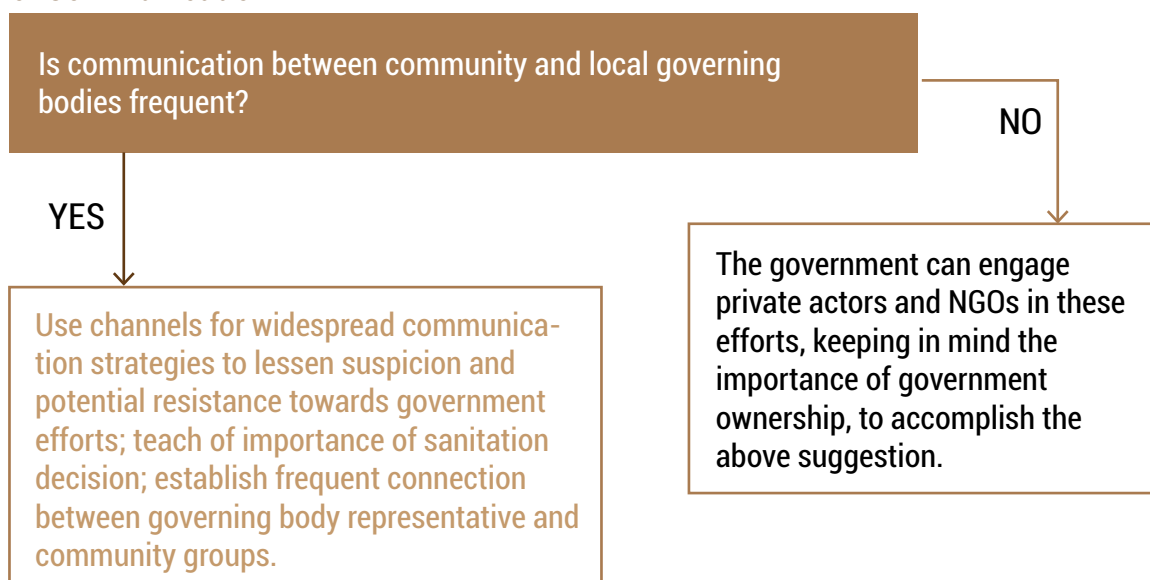 Is communication between community and local governing
bodies frequent?
NO
YES
The government can engage
private actors and NGOs in these
efforts, keeping in mind the
importance of government
ownership, to accomplish the
above suggestion.
Use channels for widespread communica-
tion strategies to lessen suspicion and
potential resistance towards government
efforts; teach of importance of sanitation
decision; establish frequent connection
between governing body representative and
community groups.